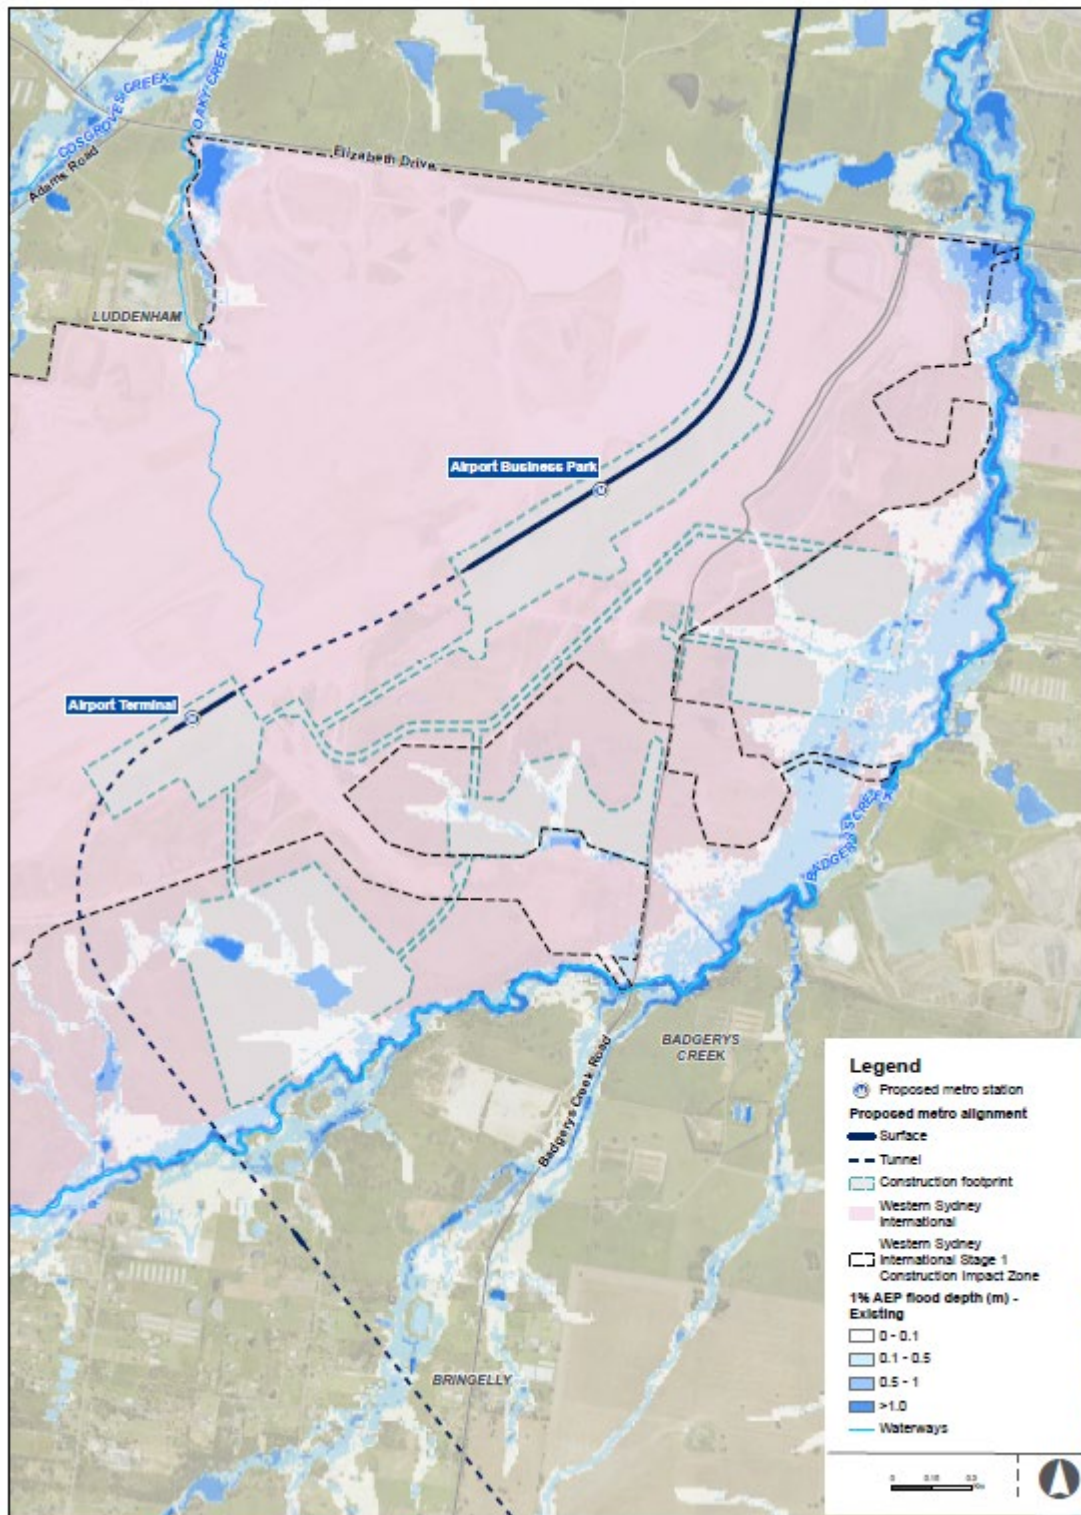 COSGROVES CREEK
OAKY CREEK
Adams Road
Elizabeth Drive
LUDDENHAM
Airport Business Park
Airport Terminal
BADGERYS CREEK
BADGERYS
CREEK
Badgerys Creek Road
BRINGELLY
Legend
Proposed metro station
Proposed metro alignment
Surface
Tunnel
Construction footprint
Western Sydney
International
Western Sydney
International Stage 1
Construction Impact Zone
1% AEP flood depth (m) -
Existing
0 - 0.1
0.1 - 0.5
0.5 - 1
>1.0
Waterways
0